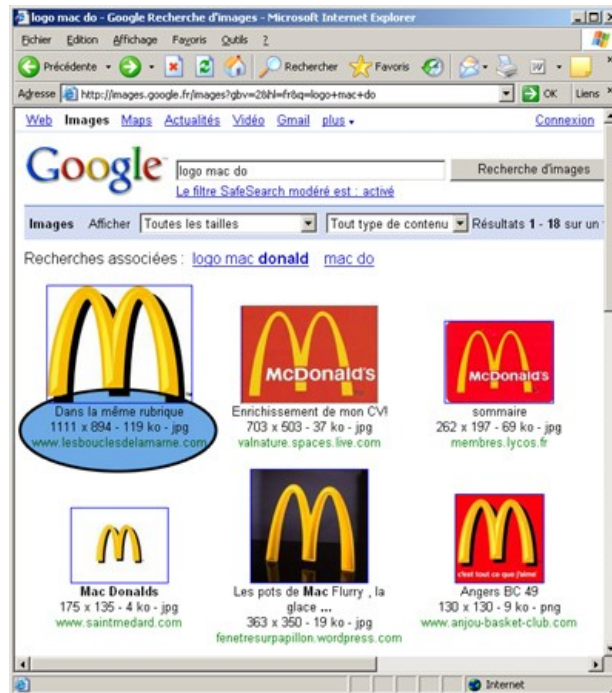 logo mac do - Google Recherche d'images - Microsoft Internet Explorer
Fichier Edition Affichage Favoris Outils ?
Précédente Rechercher Favoris
Adresse http://images.google.fr/images?gbv=2&hl=fr&q=logo+mac+do OK Liens
Web Images Maps Actualités Vidéo Gmail plus Connexion
Google logo mac do Recherche d'images
Le filtre SafeSearch modéré est : activé
Images Afficher Toutes les tailles Tout type de contenu Résultats 1 - 18 sur un
Recherches associées : logo mac donald mac do
McDonald's
McDonald's
Dans la même rubrique
1111 x 894 - 119 ko - jpg
www.lesbouclesdelamarne.com
Enrichissement de mon CV!
703 x 503 - 37 ko - jpg
valnature.spaces.live.com
sommaire
262 x 197 - 69 ko - jpg
membres.lycos.fr
Mac Donalds
175 x 135 - 4 ko - jpg
www.saintmedard.com
Les pots de Mac Flurry , la
glace ...
363 x 350 - 19 ko - jpg
fenetresurpapillon.wordpress.com
c'est tout ce que j'aime
Angers BC 49
130 x 130 - 9 ko - png
www.anjou-basket-club.com
Internet